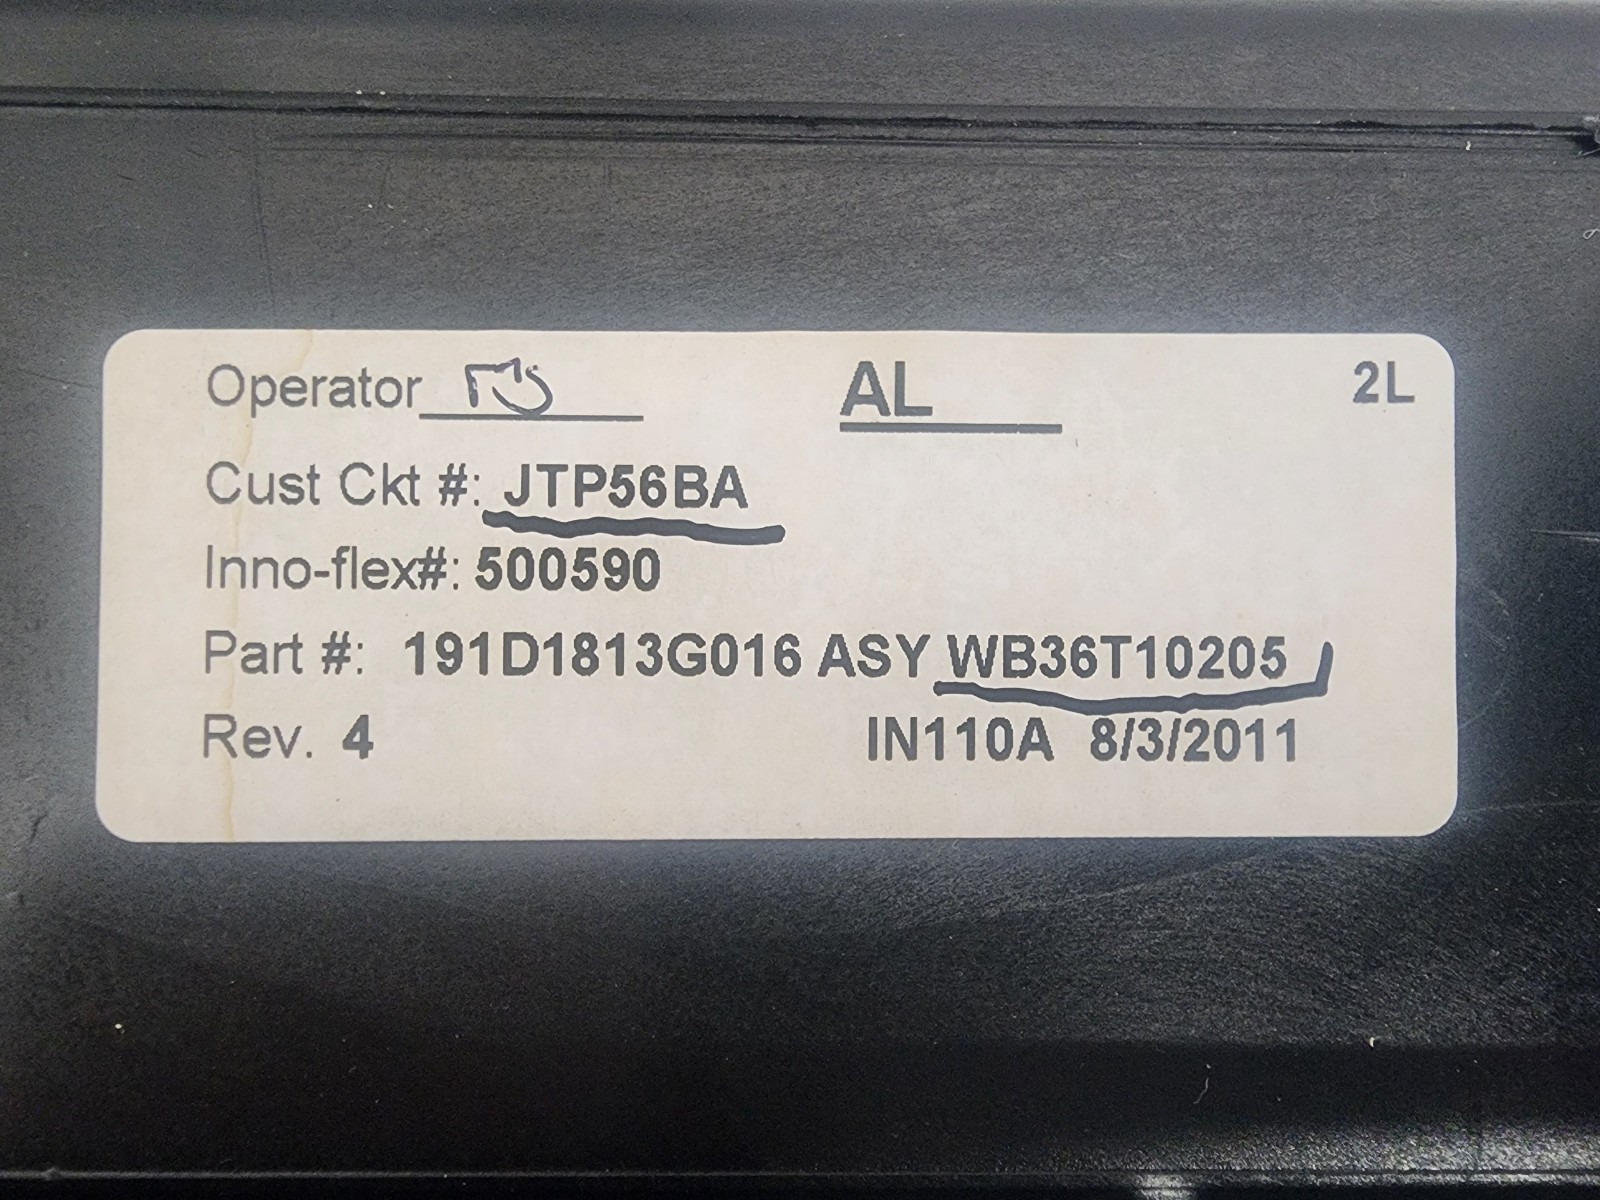 Operator AL 2L
Cust Ckt #: JTP56BA
Inno-flex#: 500590
Part #: 191D1813G016 ASY WB36T10205
Rev. 4 IN110A 8/3/2011